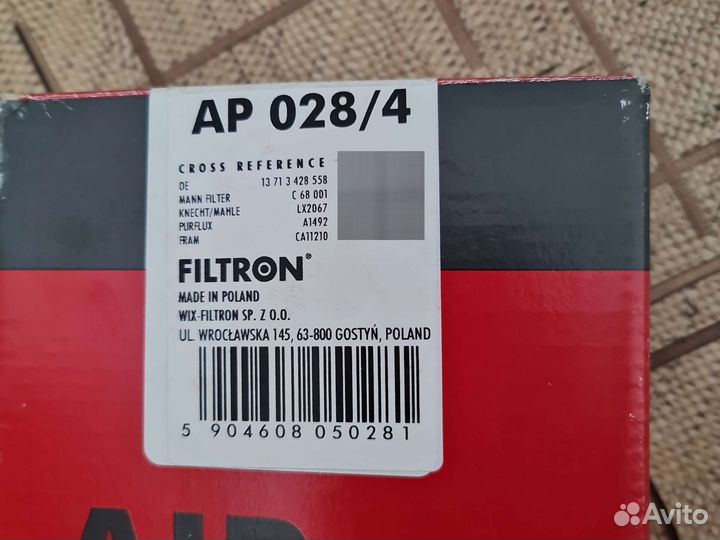 AP 028/4
CROSS REFERENCE
OE 13 71 3 428 558
MANN FILTER C 68 001
KNECHT/MAHLE LX2067
PURFLUX A1492
FRAM CA11210
FILTRON®
MADE IN POLAND
WIX-FILTRON SP. Z O.O.
UL. WROCŁAWSKA 145, 63-800 GOSTYŃ, POLAND
5 904608 050281
AIR
Avito